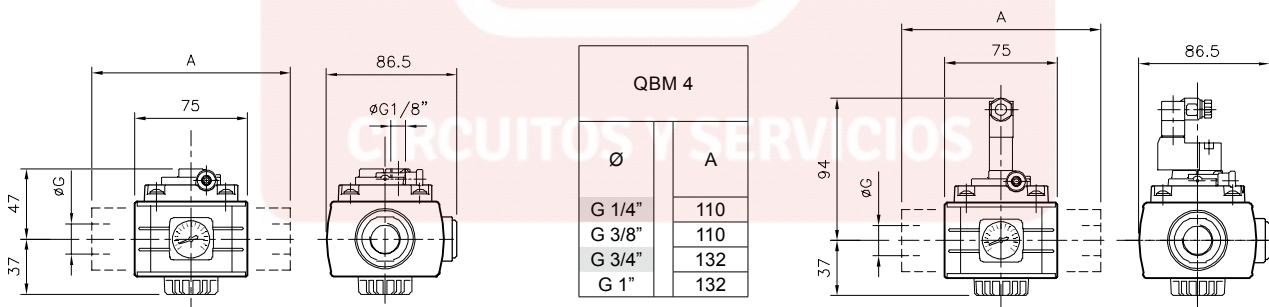 A
75
47
37
øG
86.5
øG1/8”
QBM 4
Ø A
G 1/4” 110
G 3/8” 110
G 3/4” 132
G 1” 132
CIRCUITOS Y SERVICIOS
A
75
94
37
øG
86.5